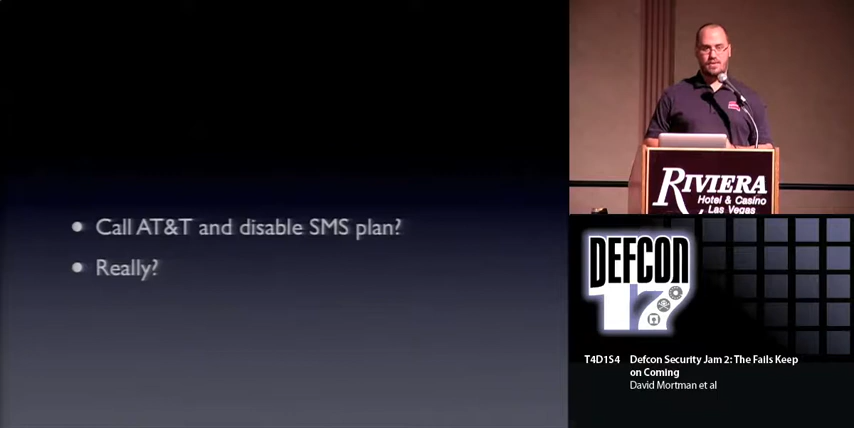 Call AT&T and disable SMS plan?
Really?
RIVIERA
Hotel & Casino
Las Vegas
DEFCON
17
T4D1S4 Defcon Security Jam 2: The Fails Keep
on Coming
David Mortman et al